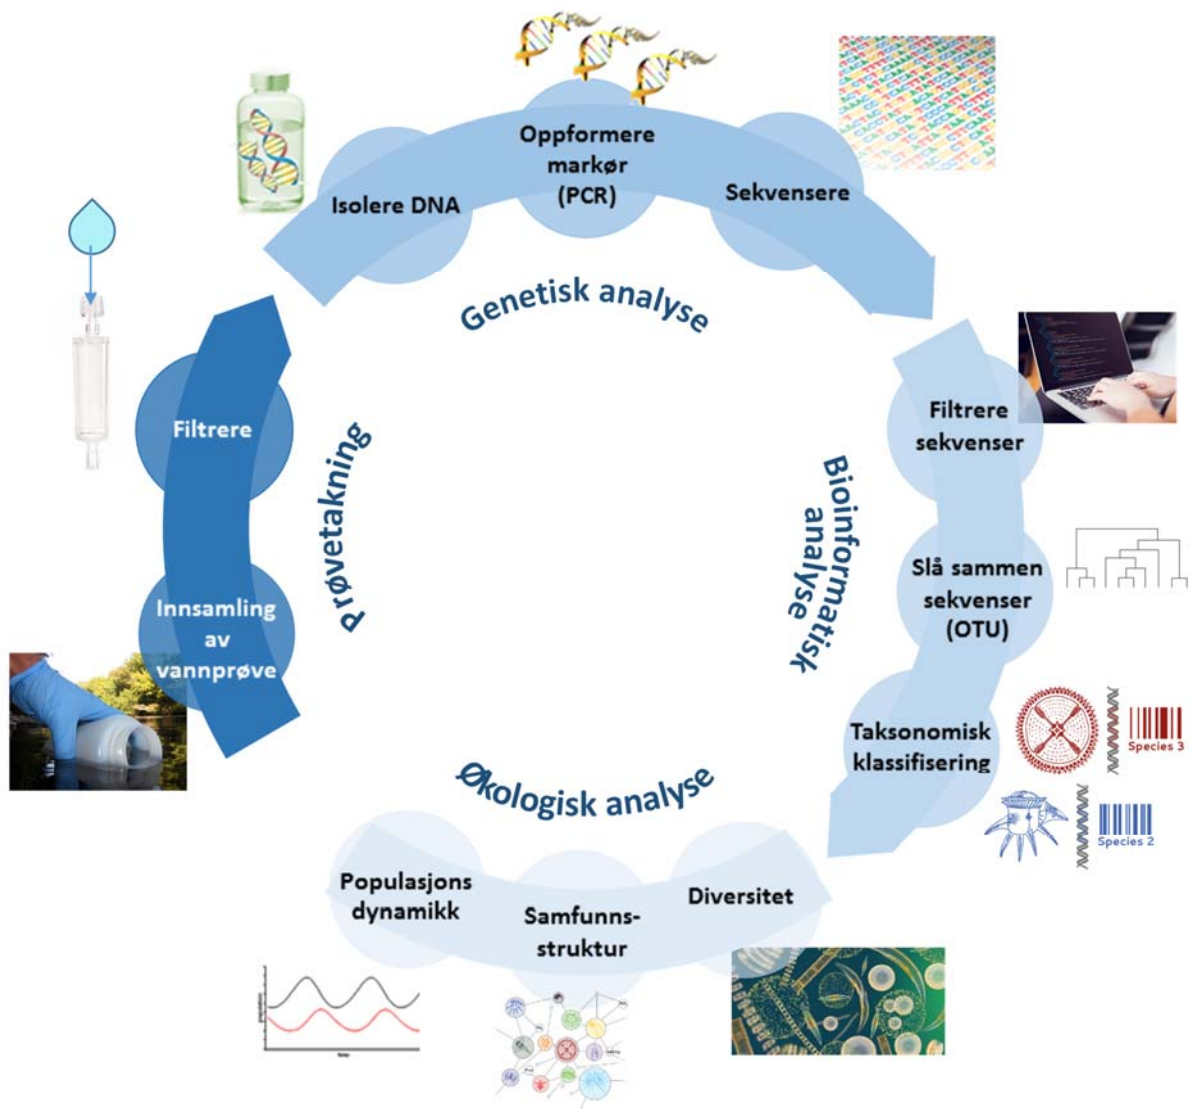 Oppformere
markør
(PCR)
Isolere DNA
Sekvensere
Genetisk analyse
Filtrere
Innsamling
av
vannprøve
Prøvetakning
Filtrere
sekvenser
Slå sammen
sekvenser
(OTU)
Taksonomisk
klassifisering
Bioinformatisk
analyse
Species 3
Species 2
Økologisk analyse
Populasjons
dynamikk
Samfunns-
struktur
Diversitet